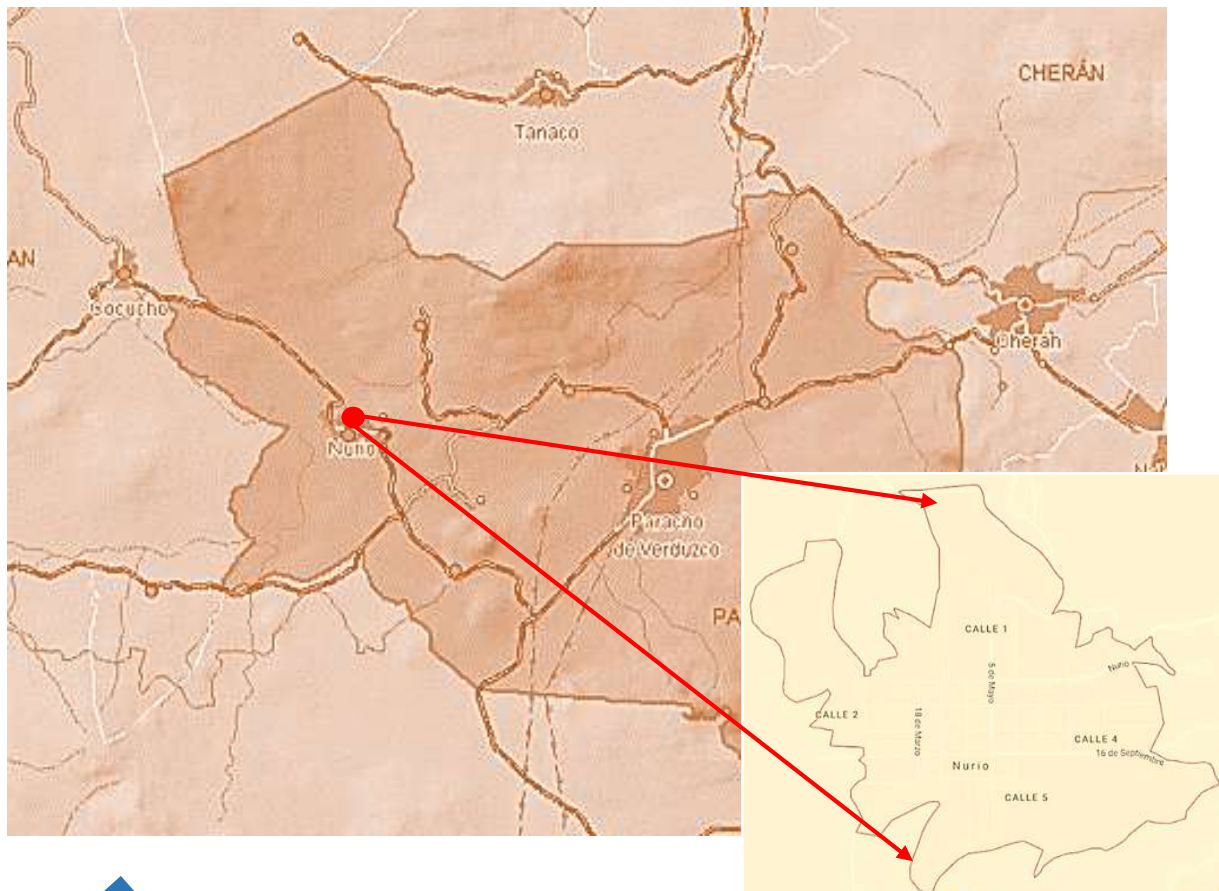 CHERÁN
Tanaco
AN
Cocucho
Cherán
Nurio
Paracho
de Verduzco
PA
CALLE 1
Nurio
5 de Mayo
CALLE 2
18 de Marzo
CALLE 4
16 de Septiembre
Nurio
CALLE 5